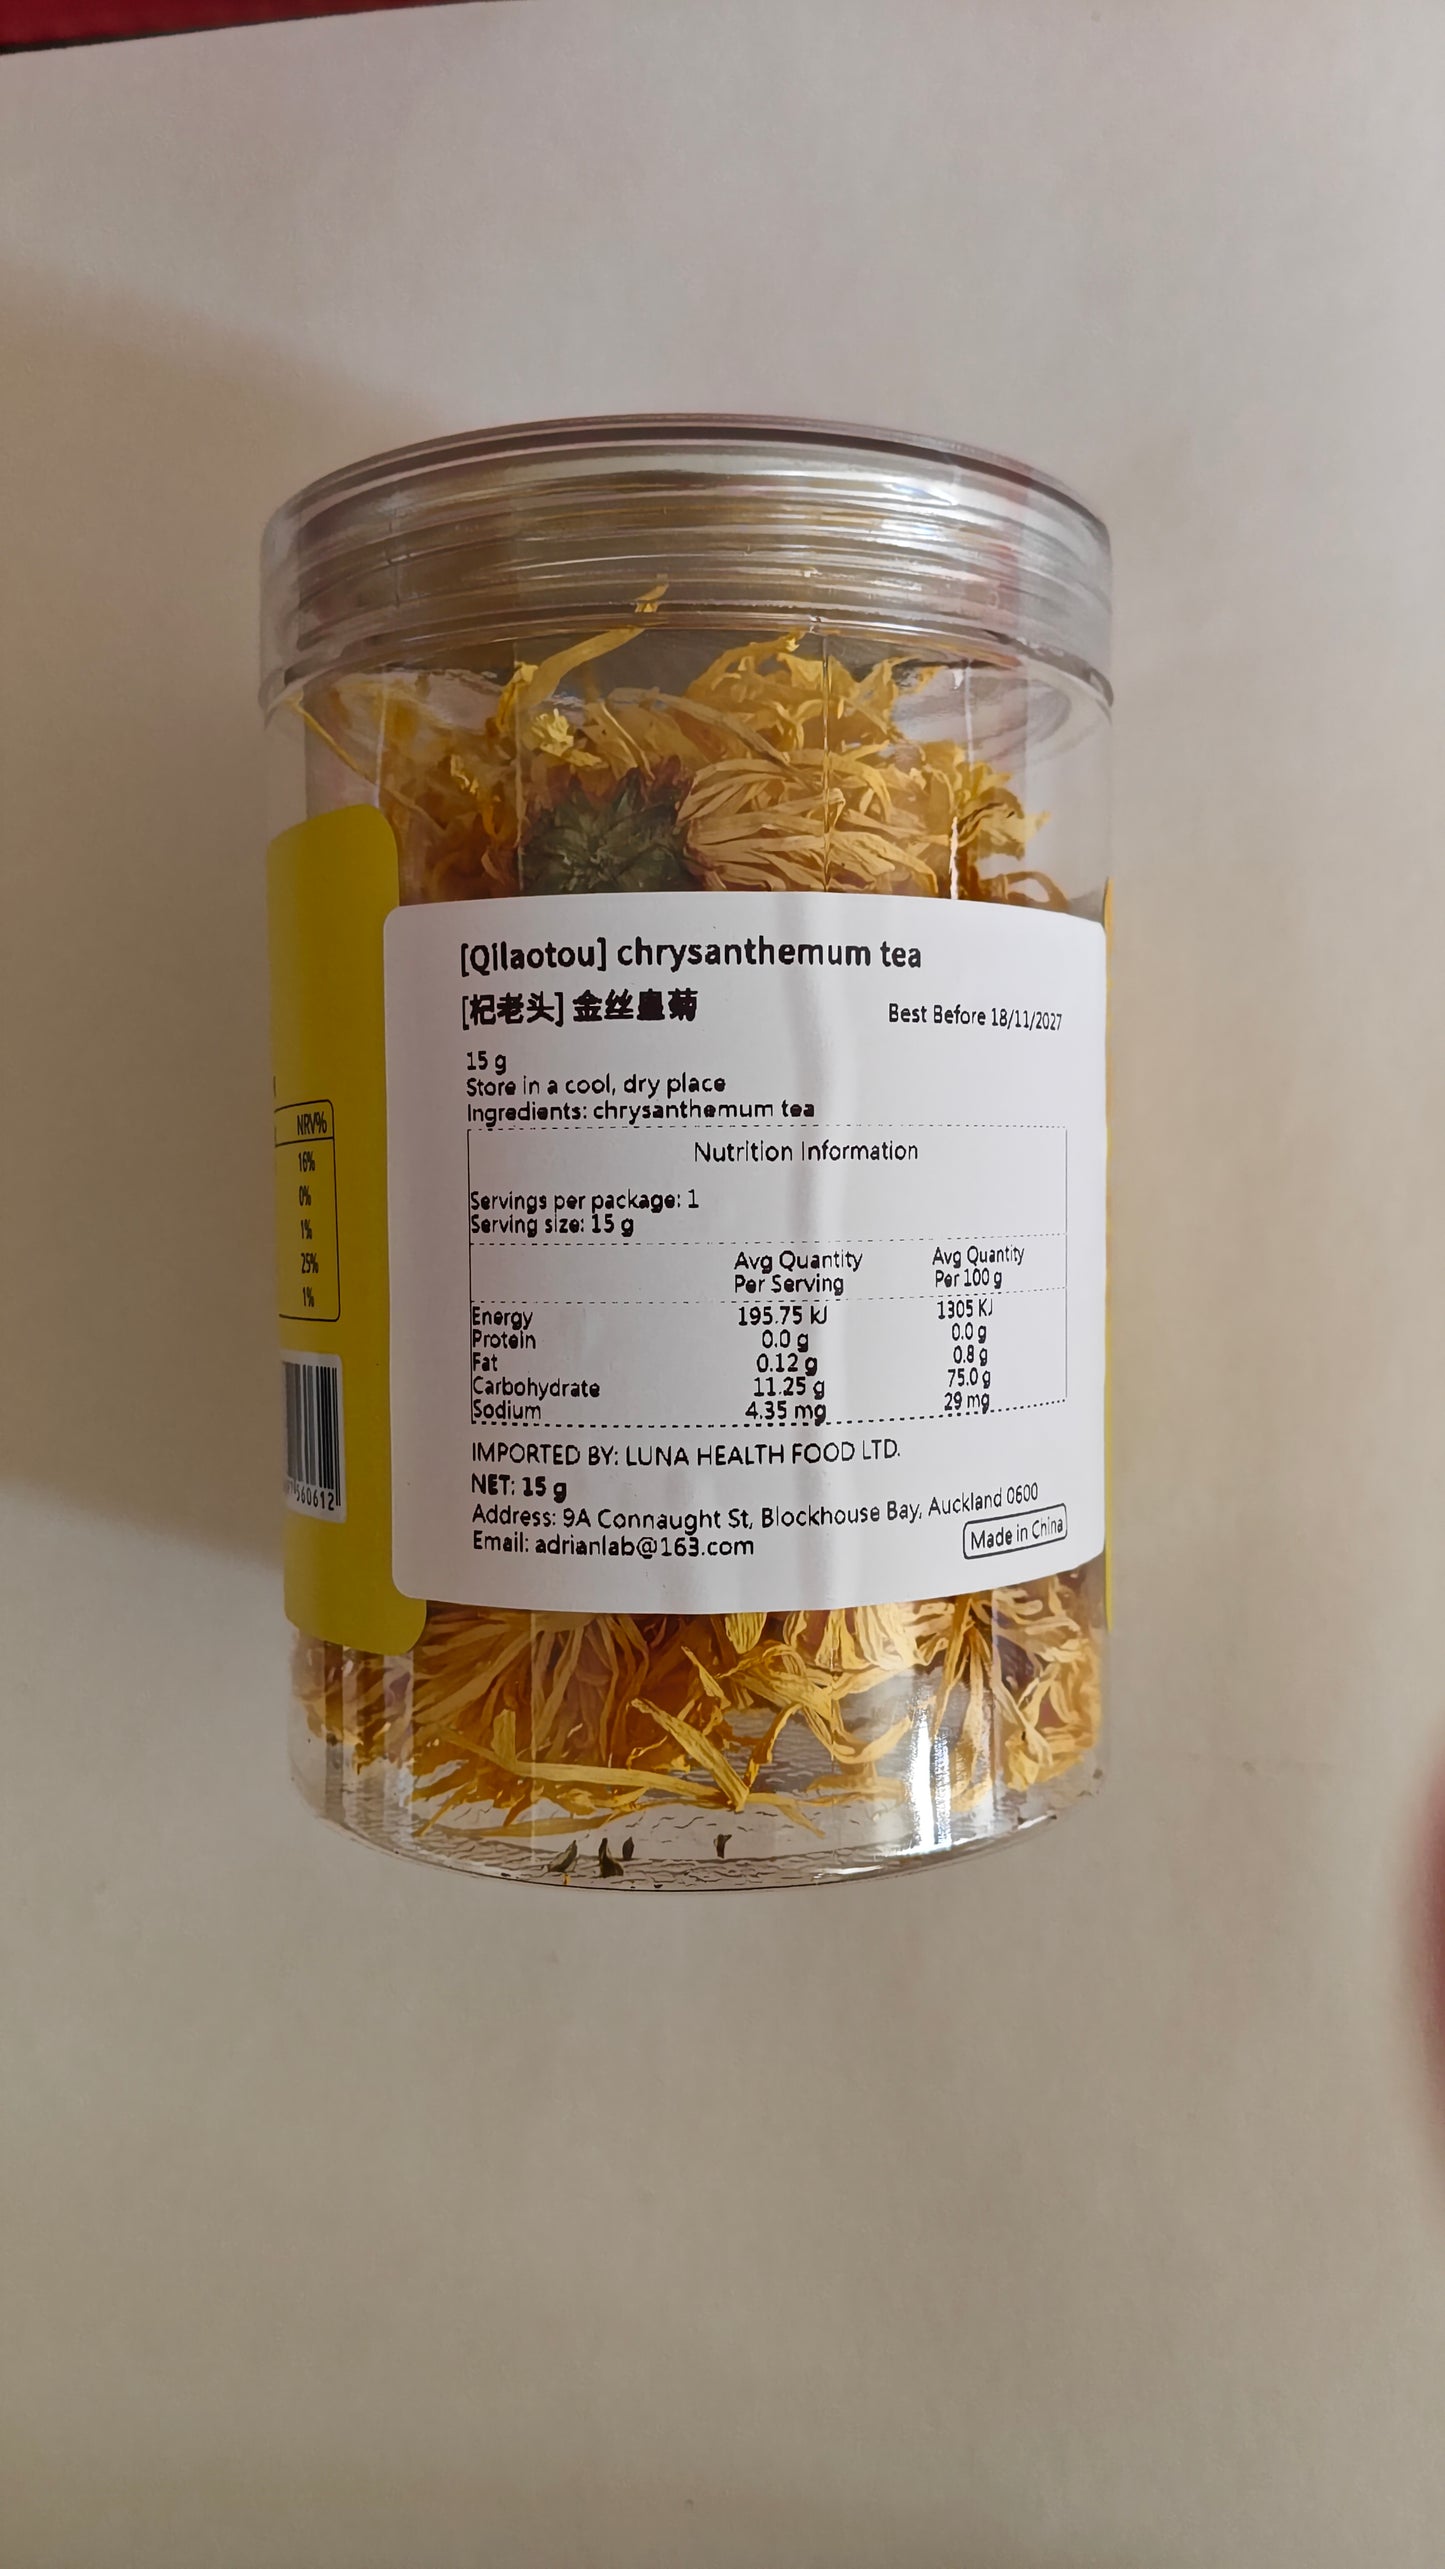 [Qilaotou] chrysanthemum tea
[杞老头] 金丝皇菊
Best Before 18/11/2027
15 g
Store in a cool, dry place
Ingredients: chrysanthemum tea
Nutrition Information
Servings per package: 1
Serving size: 15 g
Avg Quantity Per Serving Avg Quantity Per 100 g
Energy 195.75 kJ 1305 KJ
Protein 0.0 g 0.0 g
Fat 0.12 g 0.8 g
Carbohydrate 11.25 g 75.0 g
Sodium 4.35 mg 29 mg
IMPORTED BY: LUNA HEALTH FOOD LTD.
NET: 15 g
Address: 9A Connaught St, Blockhouse Bay, Auckland 0600
Email: adrianlab@163.com
Made in China
NRV%
16%
0%
1%
25%
1%
560612